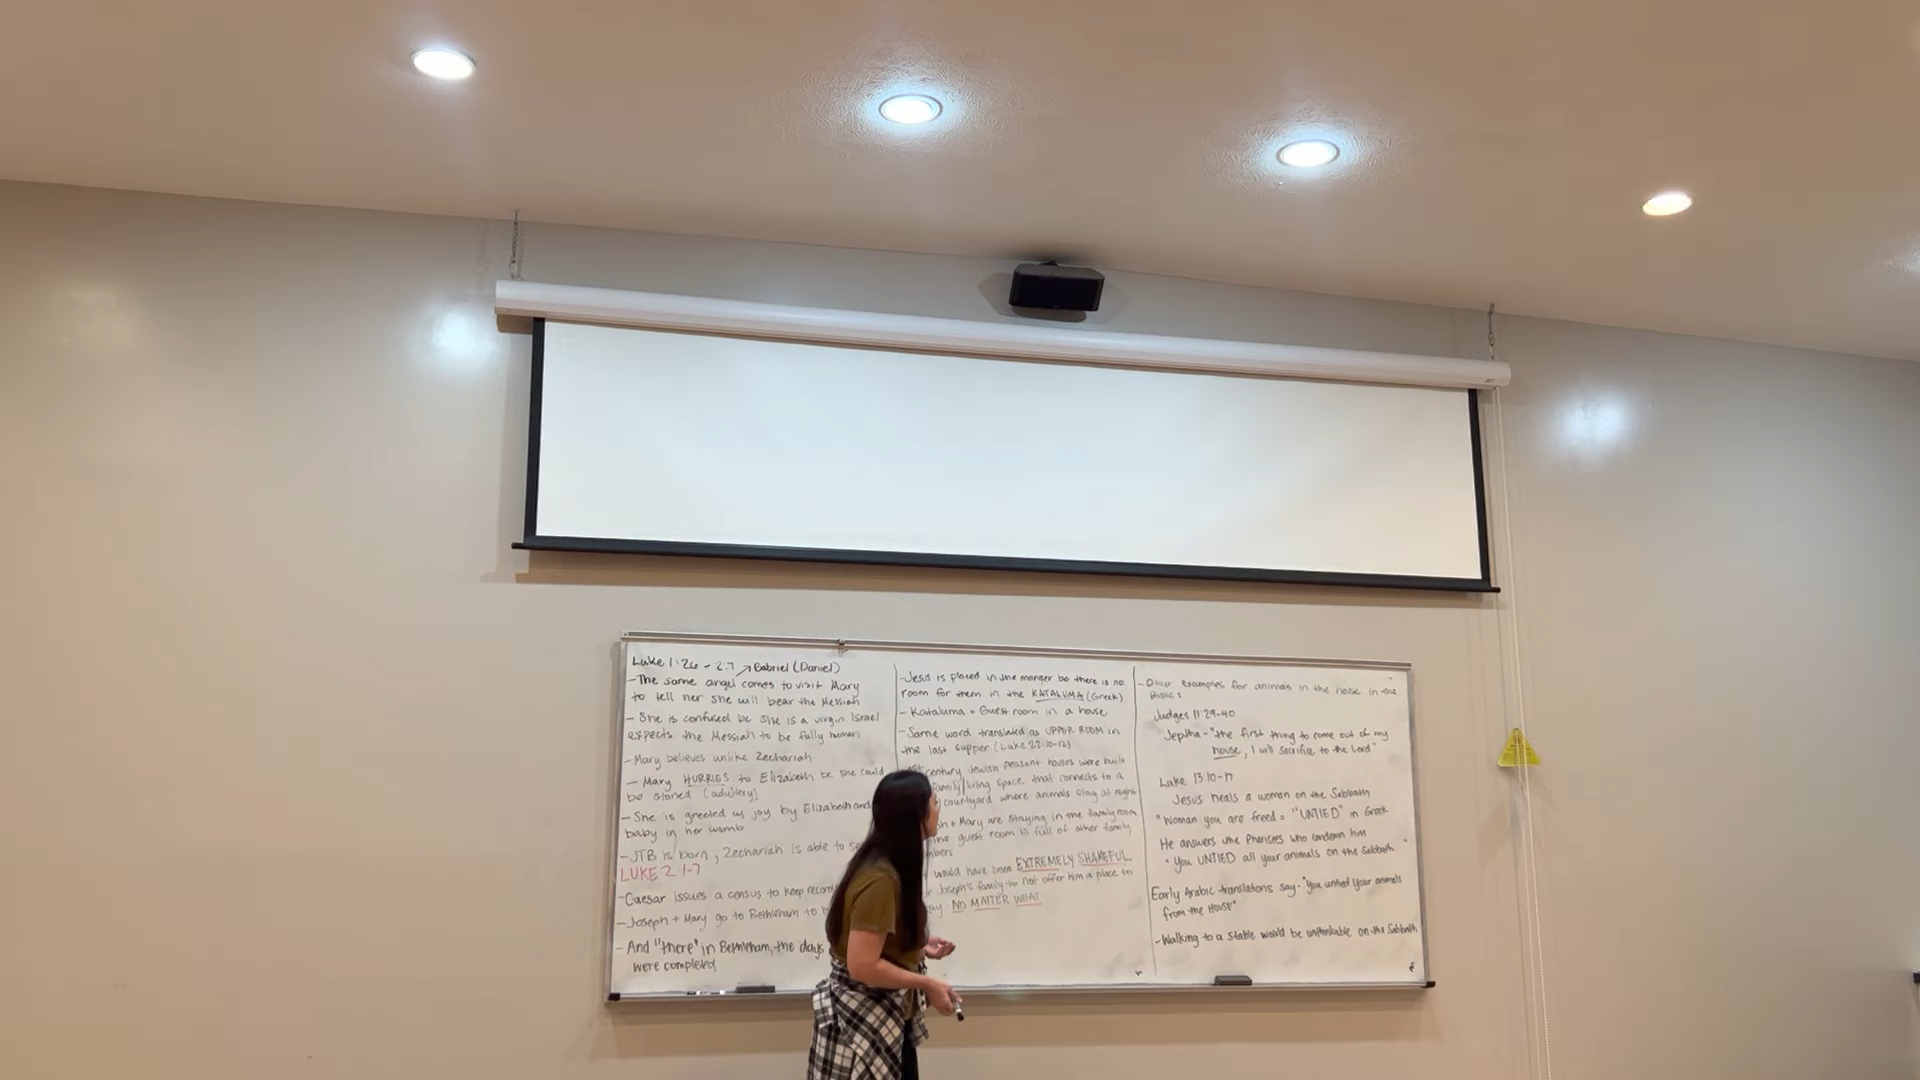 Luke 1:26 - 2:7 ↗ Gabriel (Daniel)
- The same angel comes to visit Mary
to tell her she will bear the Messiah
- She is confused bc she is a virgin. Israel
expects the Messiah to be fully human
- Mary believes unlike Zechariah
- Mary HURRIES to Elizabeth bc she could
be stoned (adultery)
- She is greeted w/ joy by Elizabeth and
baby in her womb
- JTB is born, Zechariah is able to
LUKE 2:1-7
- Caesar issues a census to keep records
- Joseph + Mary go to Bethlehem to
- And "there" in Bethlehem, the days
were completed
- Jesus is placed in the manger bc there is no
room for them in the KATALUMA (Greek)
- Kataluma = Guest room in a house
- Same word translated as UPPER ROOM in
the last supper (Luke 22:10-12)
century Jewish peasant houses were built
family/living space that connects to a
courtyard where animals stay at night
+ Mary are staying in the family room
guest room is full of other family
would have been EXTREMELY SHAMEFUL
Joseph's family to not offer him a place to
NO MATTER WHAT
- Other examples for animals in the house in the
Bible:
Judges 11:29-40
Jeptha - "the first thing to come out of my
house, I will sacrifice to the Lord"
Luke 13:10-17
Jesus heals a woman on the Sabbath
"Woman you are freed = "UNTIED" in Greek
He answers the Pharisees who condemn him
"You UNTIED all your animals on the Sabbath
Early Arabic translations say - "you untied your animals
from the HOUSE"
- Walking to a stable would be unthinkable on the Sabbath